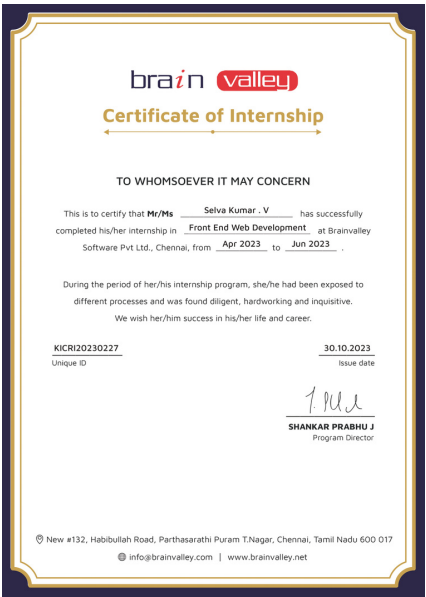 brain valley
Certificate of Internship
TO WHOMSOEVER IT MAY CONCERN
This is to certify that Mr/Ms Selva Kumar . V has successfully
completed his/her internship in Front End Web Development at Brainvalley
Software Pvt Ltd., Chennai, from Apr 2023 to Jun 2023 .
During the period of her/his internship program, she/he had been exposed to
different processes and was found diligent, hardworking and inquisitive.
We wish her/him success in his/her life and career.
KICRI20230227
Unique ID
30.10.2023
Issue date
SHANKAR PRABHU J
Program Director
New #132, Habibullah Road, Parthasarathi Puram T.Nagar, Chennai, Tamil Nadu 600 017
info@brainvalley.com | www.brainvalley.net